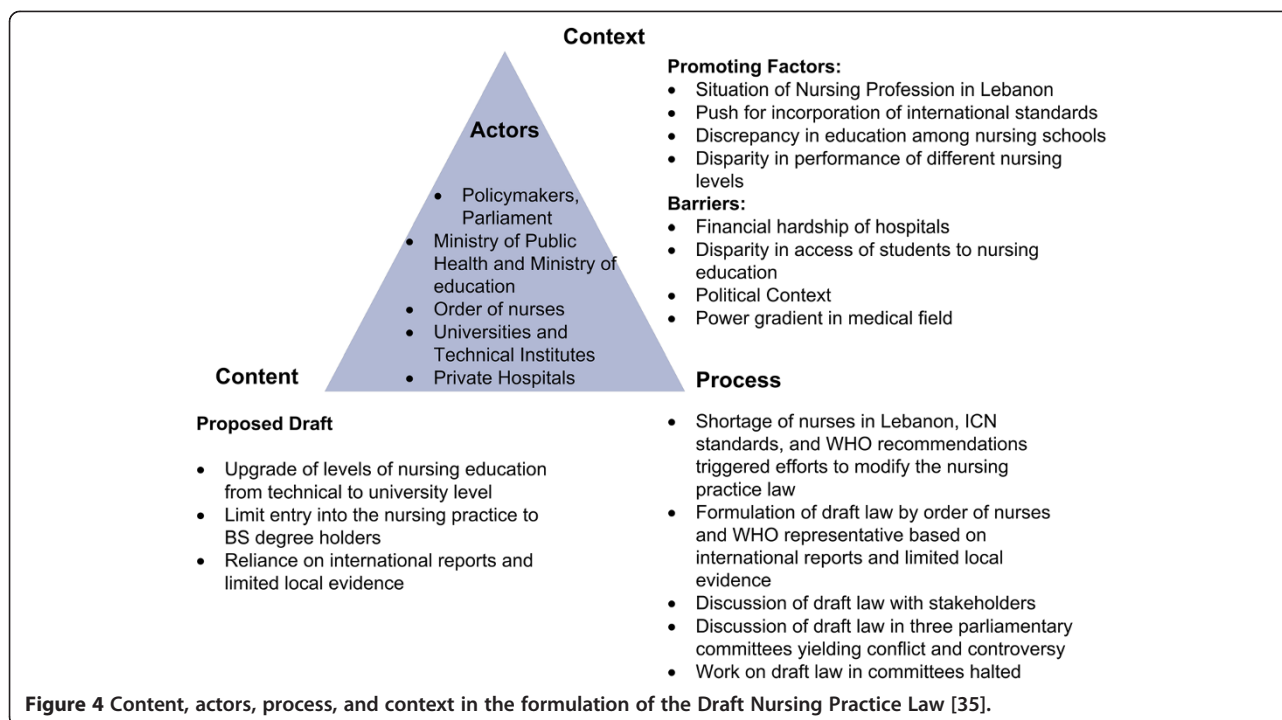 Context
Promoting Factors:
• Situation of Nursing Profession in Lebanon
• Push for incorporation of international standards
• Discrepancy in education among nursing schools
• Disparity in performance of different nursing
levels
Barriers:
• Financial hardship of hospitals
• Disparity in access of students to nursing
education
• Political Context
• Power gradient in medical field
Actors
• Policymakers,
Parliament
• Ministry of Public
Health and Ministry of
education
• Order of nurses
• Universities and
Technical Institutes
• Private Hospitals
Content
Proposed Draft
• Upgrade of levels of nursing education
from technical to university level
• Limit entry into the nursing practice to
BS degree holders
• Reliance on international reports and
limited local evidence
Process
• Shortage of nurses in Lebanon, ICN
standards, and WHO recommendations
triggered efforts to modify the nursing
practice law
• Formulation of draft law by order of nurses
and WHO representative based on
international reports and limited local
evidence
• Discussion of draft law with stakeholders
• Discussion of draft law in three parliamentary
committees yielding conflict and controversy
• Work on draft law in committees halted
Figure 4 Content, actors, process, and context in the formulation of the Draft Nursing Practice Law [35].